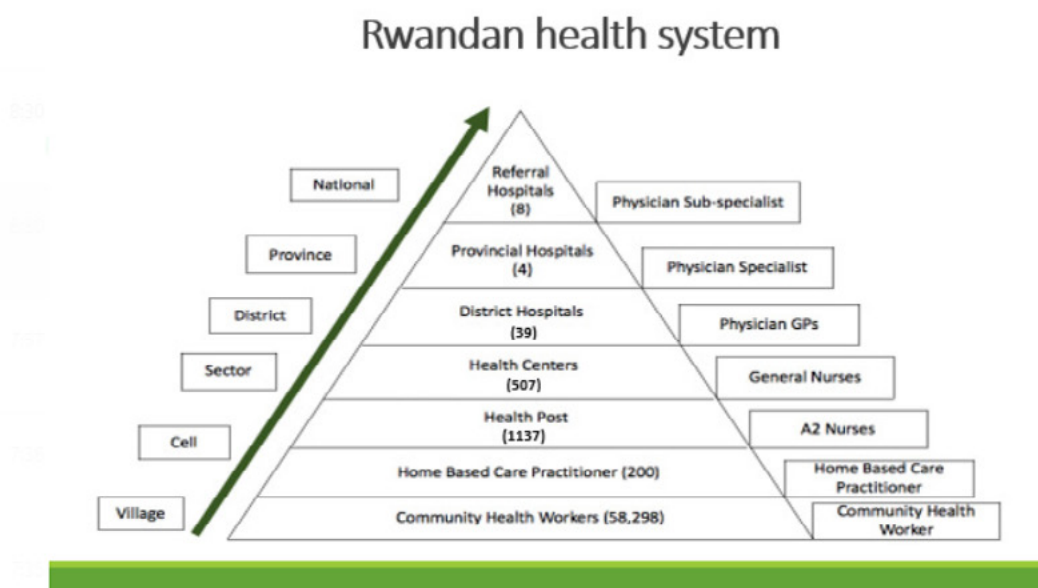 Rwandan health system
National
Referral
Hospitals
(8)
Physician Sub-specialist
Province
Provincial Hospitals
(4)
Physician Specialist
District
District Hospitals
(39)
Physician GPs
Sector
Health Centers
(507)
General Nurses
Cell
Health Post
(1137)
A2 Nurses
Home Based Care Practitioner (200)
Home Based Care
Practitioner
Village
Community Health Workers (58,298)
Community Health
Worker